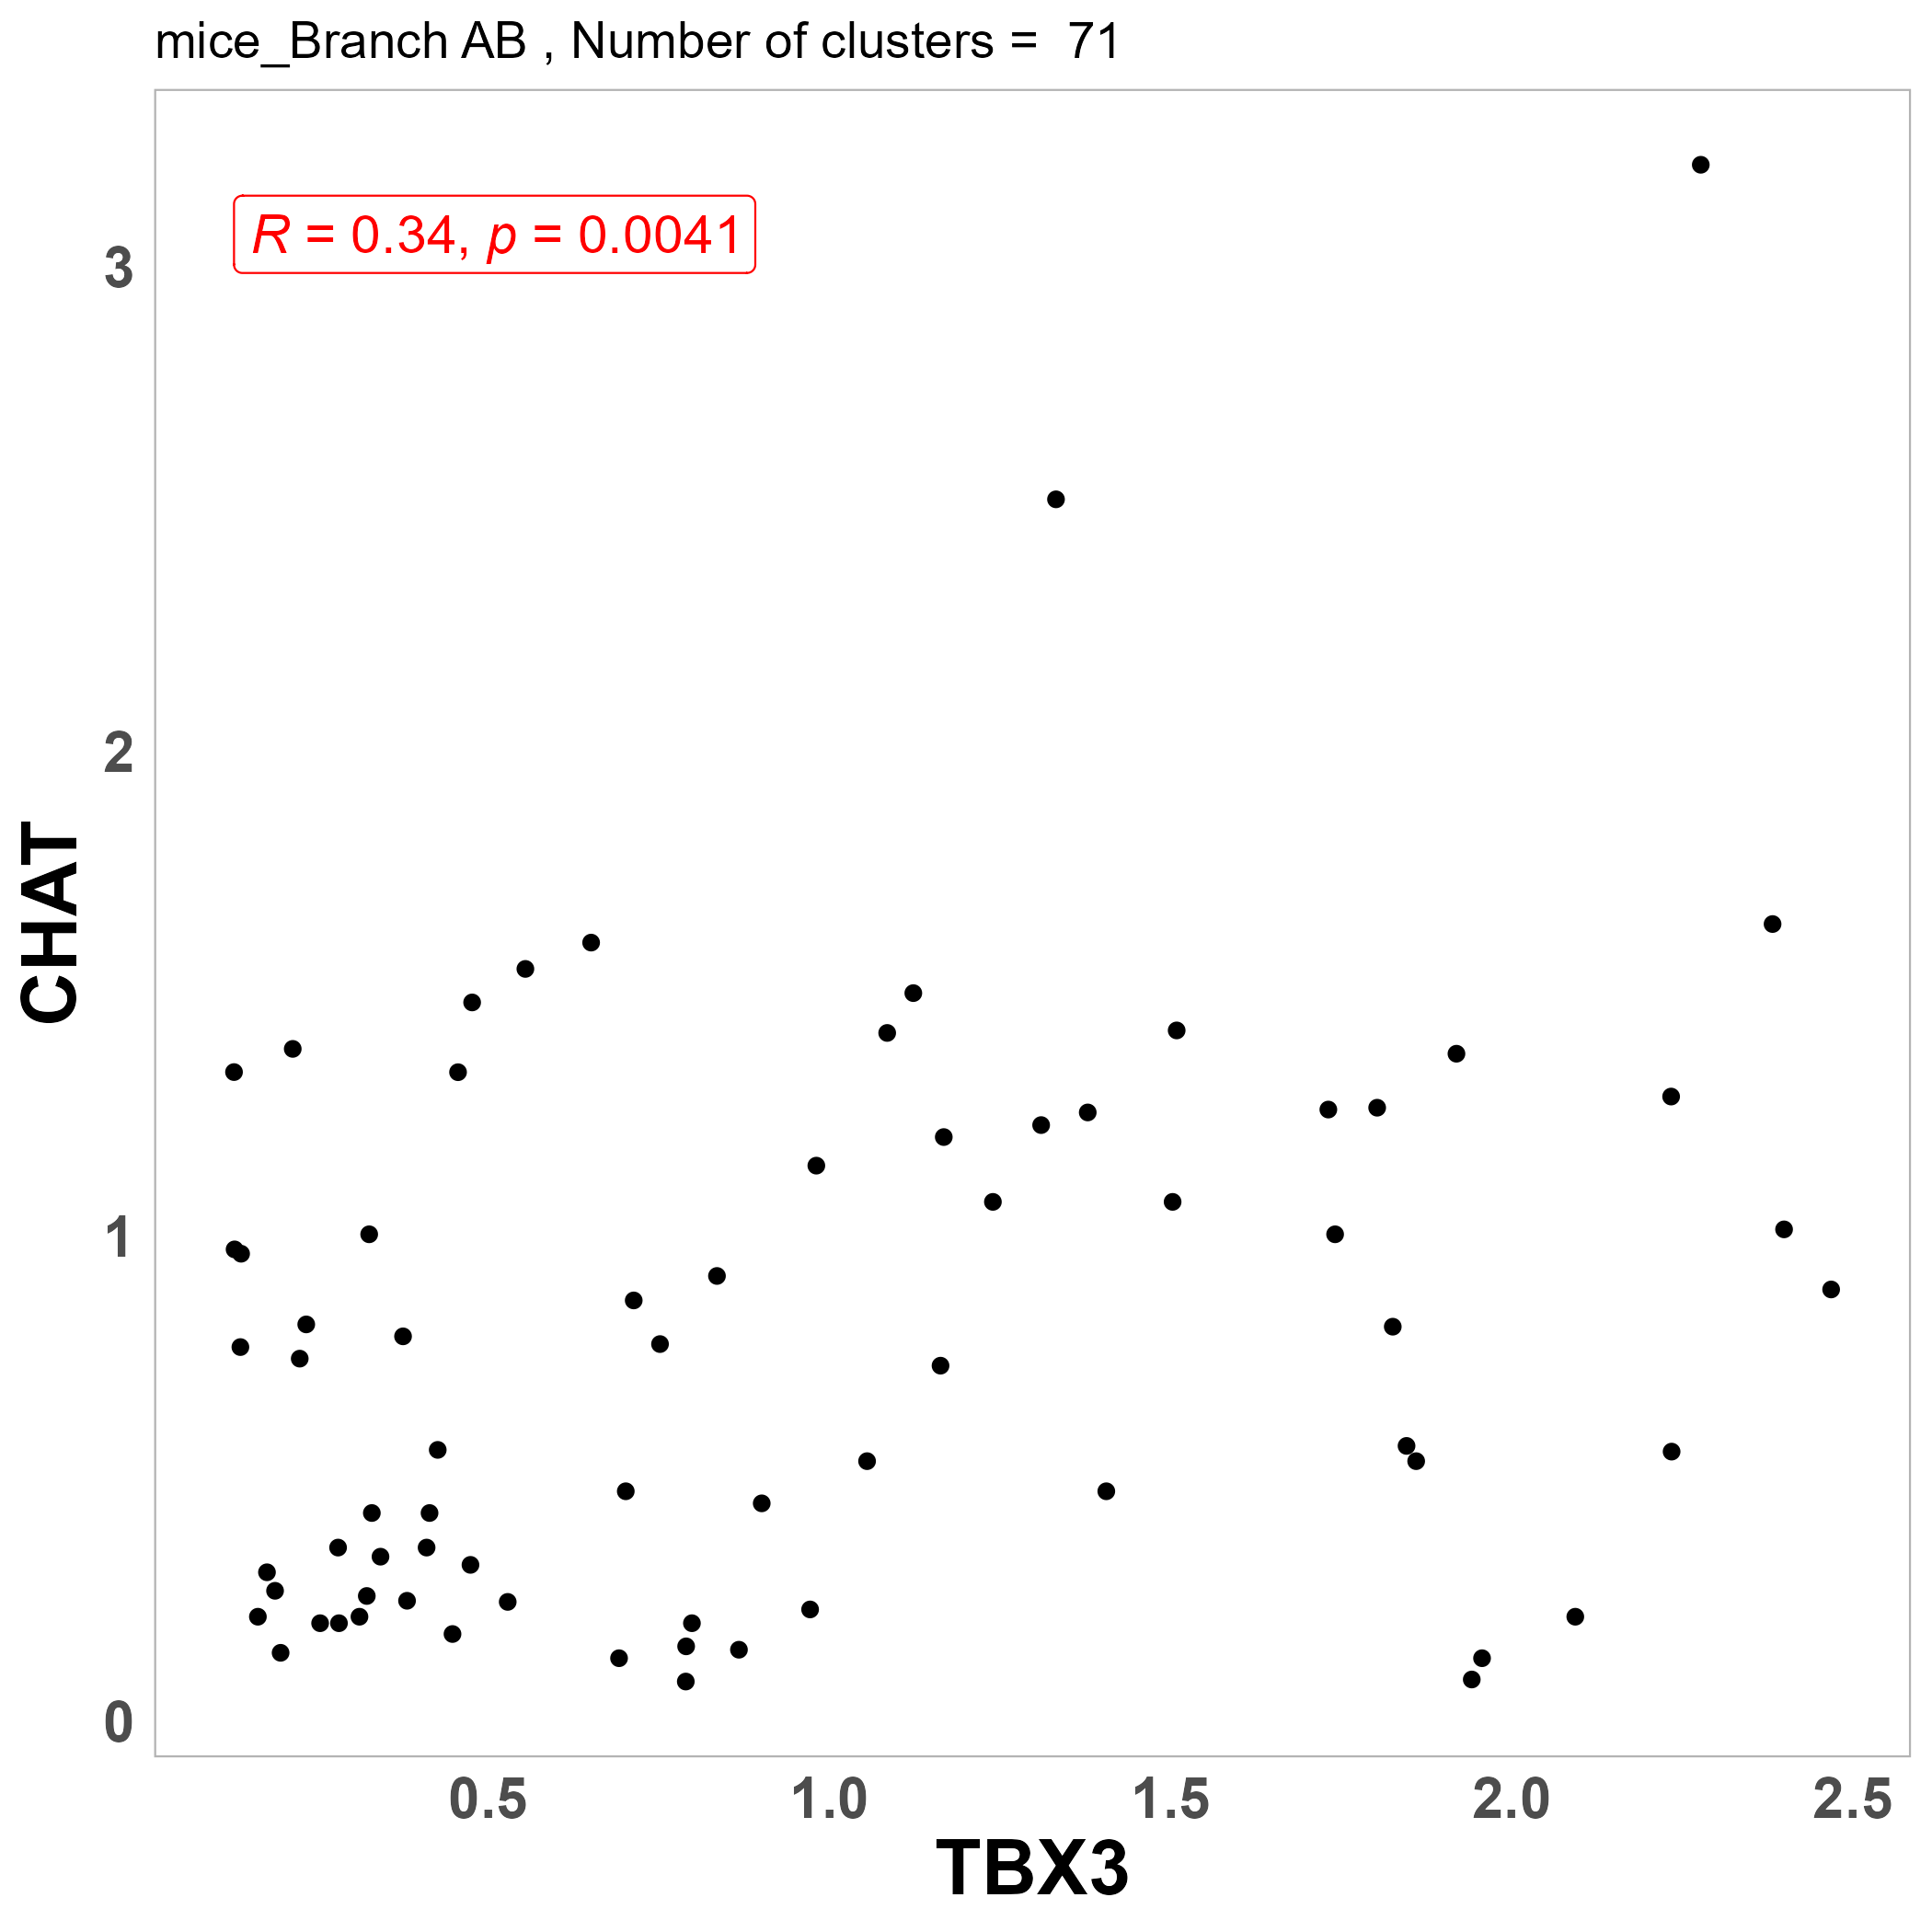 mice_Branch AB , Number of clusters =  71
R = 0.34, p = 0.0041
3
2
1
0
CHAT
0.5 1.0 1.5 2.0 2.5
TBX3